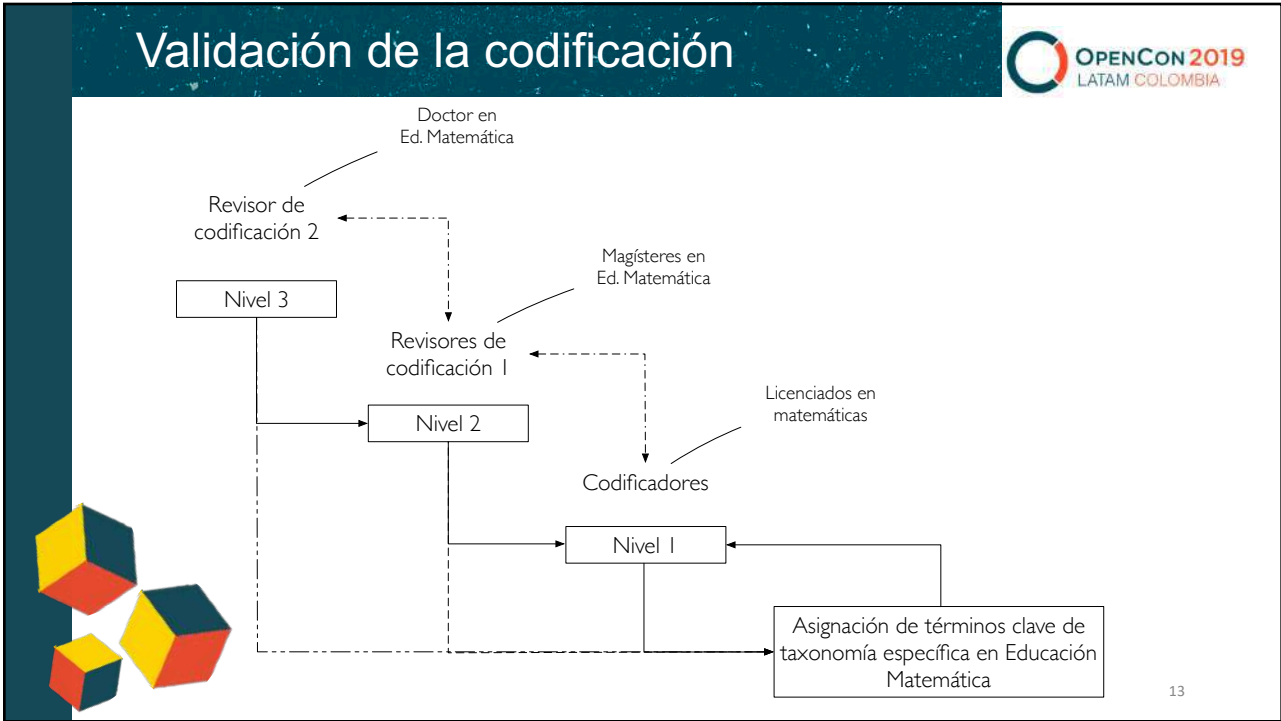 Validación de la codificación
OPENCON 2019
LATAM COLOMBIA
Doctor en
Ed. Matemática
Revisor de
codificación 2
Magísteres en
Ed. Matemática
Nivel 3
Revisores de
codificación 1
Licenciados en
matemáticas
Nivel 2
Codificadores
Nivel 1
Asignación de términos clave de
taxonomía específica en Educación
Matemática
13